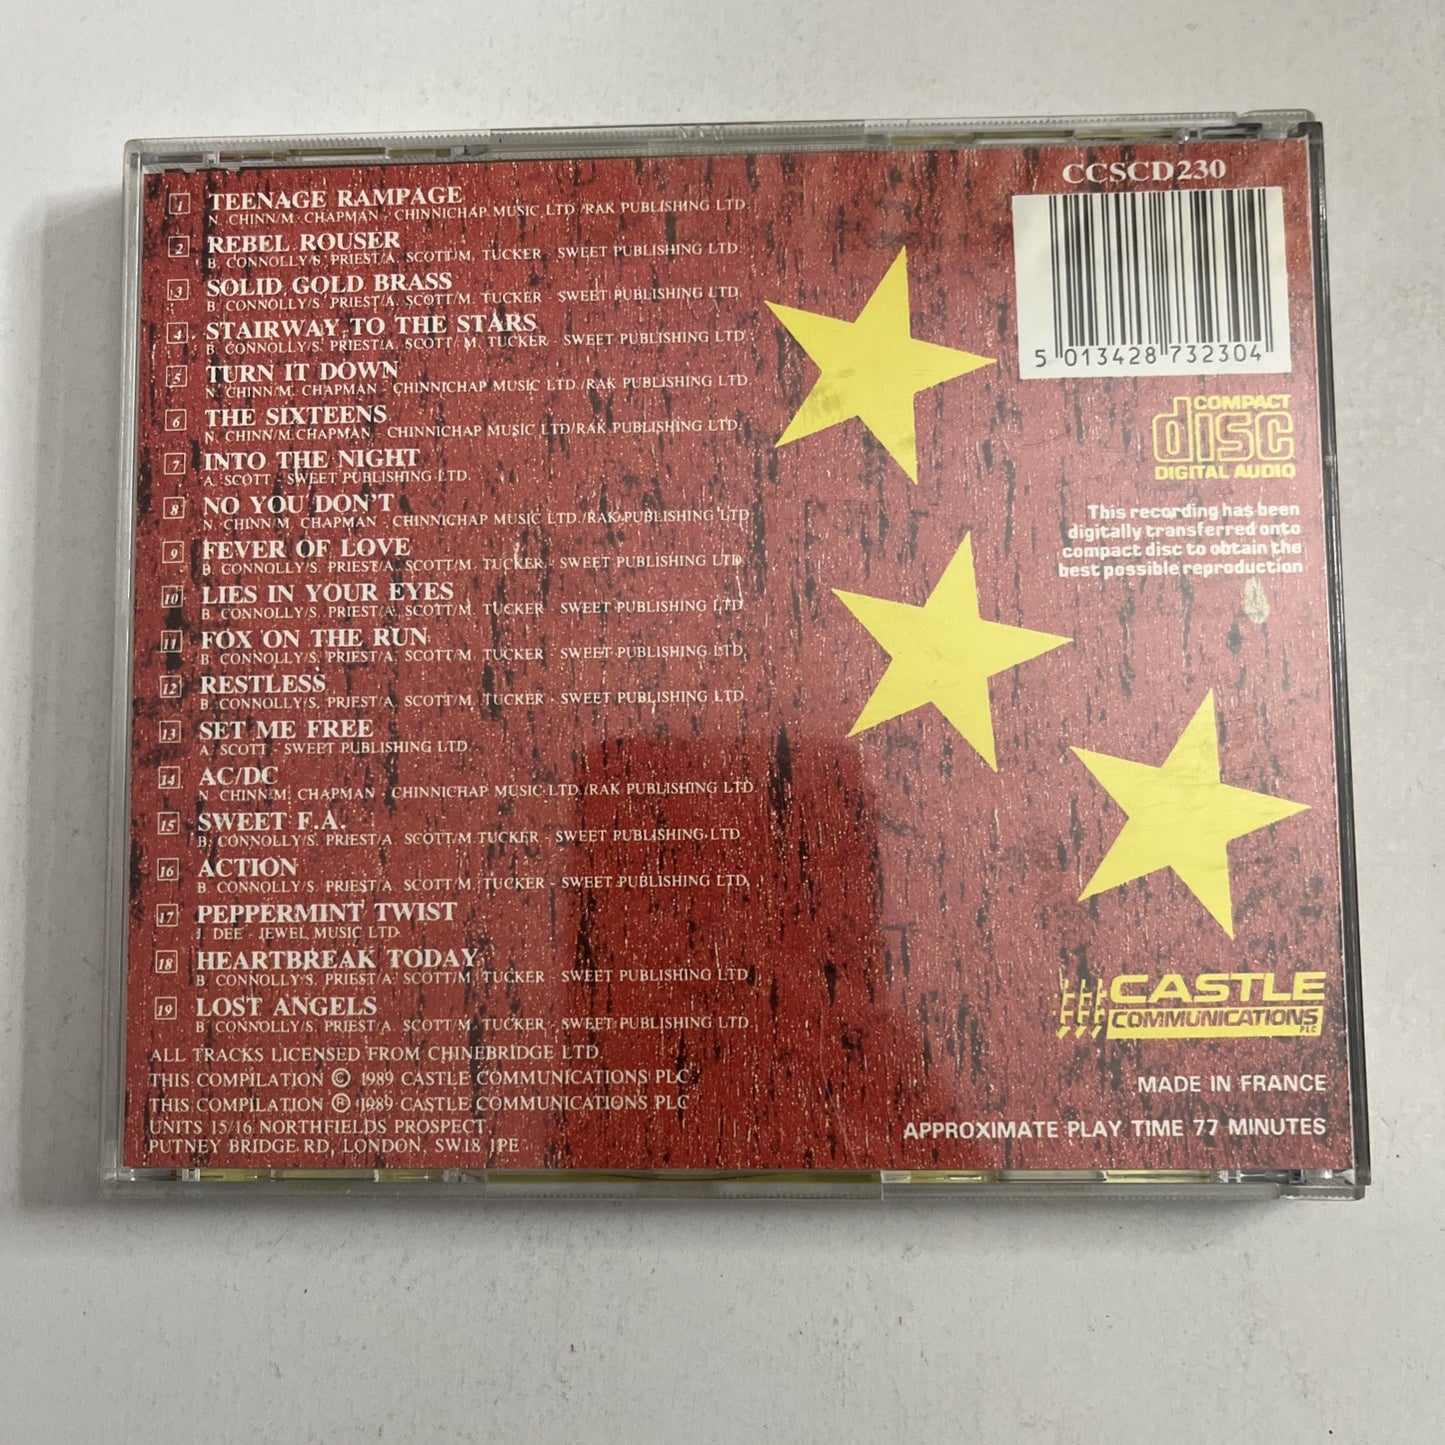 1 TEENAGE RAMPAGE
N. CHINN/M. CHAPMAN - CHINNICHAP MUSIC LTD./RAK PUBLISHING LTD.
2 REBEL ROUSER
B. CONNOLLY/S. PRIEST/A. SCOTT/M. TUCKER - SWEET PUBLISHING LTD.
3 SOLID GOLD BRASS
B. CONNOLLY/S. PRIEST/A. SCOTT/M. TUCKER - SWEET PUBLISHING LTD.
4 STAIRWAY TO THE STARS
B. CONNOLLY/S. PRIEST/A. SCOTT/ M. TUCKER - SWEET PUBLISHING LTD.
5 TURN IT DOWN
N. CHINN/M. CHAPMAN - CHINNICHAP MUSIC LTD./RAK PUBLISHING LTD.
6 THE SIXTEENS
N. CHINN/M.CHAPMAN - CHINNICHAP MUSIC LTD/RAK PUBLISHING LTD.
7 INTO THE NIGHT
A. SCOTT - SWEET PUBLISHING LTD.
8 NO YOU DON'T
N. CHINN/M. CHAPMAN - CHINNICHAP MUSIC LTD./RAK PUBLISHING LTD.
9 FEVER OF LOVE
B. CONNOLLY/S. PRIEST/A. SCOTT/M. TUCKER - SWEET PUBLISHING LTD.
10 LIES IN YOUR EYES
B. CONNOLLY/S. PRIEST/A. SCOTT/M. TUCKER - SWEET PUBLISHING LTD.
11 FOX ON THE RUN
B. CONNOLLY/S. PRIEST/A. SCOTT/M. TUCKER - SWEET PUBLISHING LTD.
12 RESTLESS
B. CONNOLLY/S. PRIEST/A. SCOTT/M. TUCKER - SWEET PUBLISHING LTD.
13 SET ME FREE
A. SCOTT - SWEET PUBLISHING LTD.
14 AC/DC
N. CHINN/M. CHAPMAN - CHINNICHAP MUSIC LTD./RAK PUBLISHING LTD.
15 SWEET F.A.
B. CONNOLLY/S. PRIEST/A. SCOTT/M.TUCKER - SWEET PUBLISHING LTD.
16 ACTION
B. CONNOLLY/S. PRIEST/A. SCOTT/M. TUCKER - SWEET PUBLISHING LTD.
17 PEPPERMINT TWIST
J. DEE - JEWEL MUSIC LTD.
18 HEARTBREAK TODAY
B. CONNOLLY/S. PRIEST/A. SCOTT/M. TUCKER - SWEET PUBLISHING LTD.
19 LOST ANGELS
B. CONNOLLY/S. PRIEST/A. SCOTT/M. TUCKER - SWEET PUBLISHING LTD.
ALL TRACKS LICENSED FROM CHINEBRIDGE LTD.
THIS COMPILATION © 1989 CASTLE COMMUNICATIONS PLC
THIS COMPILATION ® 1989 CASTLE COMMUNICATIONS PLC
UNITS 15/16 NORTHFIELDS PROSPECT,
PUTNEY BRIDGE RD, LONDON, SW18 1PE
CCSCD230
5 013428 732304
COMPACT
disc
DIGITAL AUDIO
This recording has been
digitally transferred onto
compact disc to obtain the
best possible reproduction
CASTLE
COMMUNICATIONS
PLC
MADE IN FRANCE
APPROXIMATE PLAY TIME 77 MINUTES